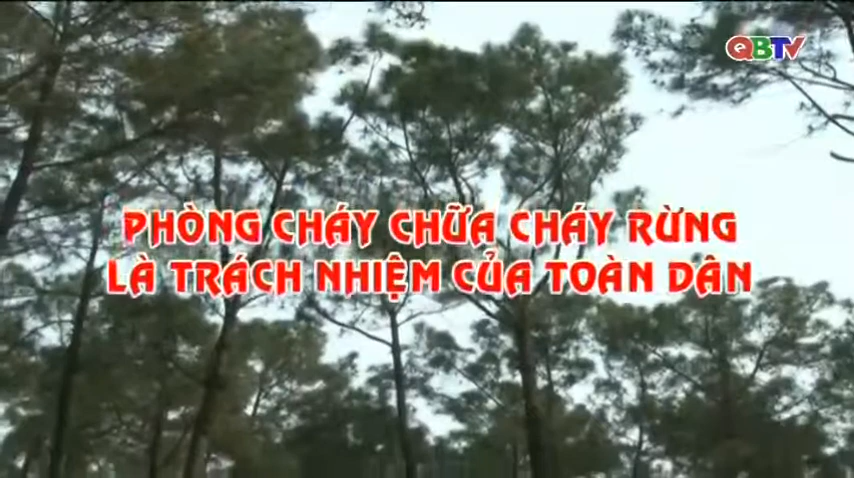 QBTV
PHÒNG CHÁY CHỮA CHÁY RỪNG
LÀ TRÁCH NHIỆM CỦA TOÀN DÂN